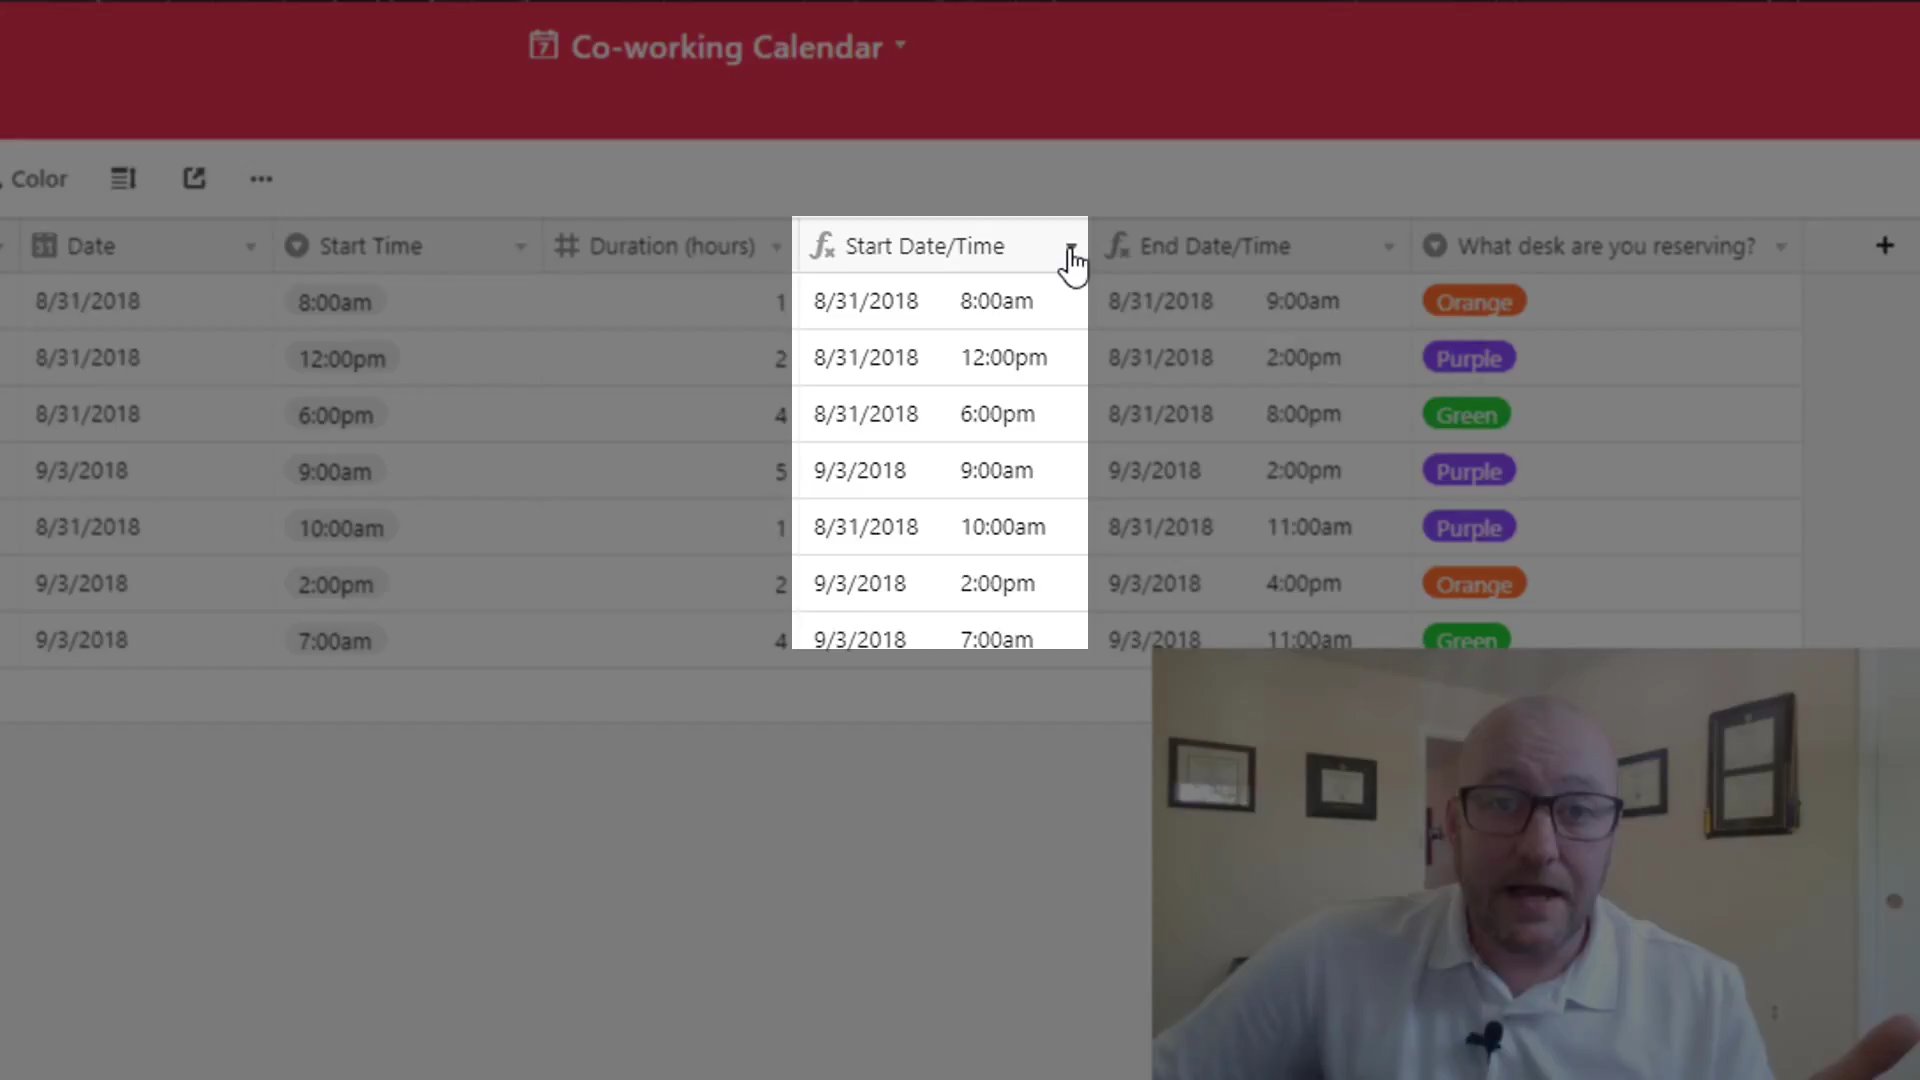 Co-working Calendar
Color
Date Start Time Duration (hours) Start Date/Time End Date/Time What desk are you reserving?
8/31/2018 8:00am 1 8/31/2018 8:00am 8/31/2018 9:00am Orange
8/31/2018 12:00pm 2 8/31/2018 12:00pm 8/31/2018 2:00pm Purple
8/31/2018 6:00pm 4 8/31/2018 6:00pm 8/31/2018 8:00pm Green
9/3/2018 9:00am 5 9/3/2018 9:00am 9/3/2018 2:00pm Purple
8/31/2018 10:00am 1 8/31/2018 10:00am 8/31/2018 11:00am Purple
9/3/2018 2:00pm 2 9/3/2018 2:00pm 9/3/2018 4:00pm Orange
9/3/2018 7:00am 4 9/3/2018 7:00am 9/3/2018 11:00am Green